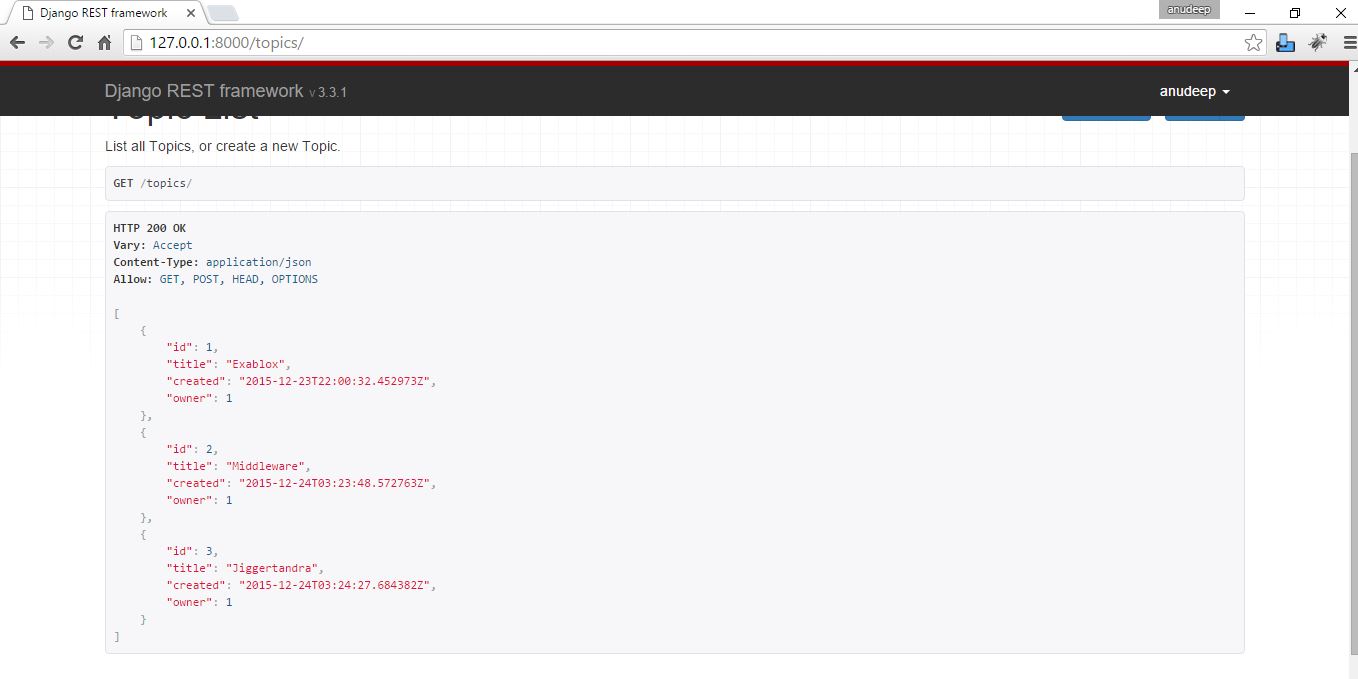 Django REST framework
anudeep
127.0.0.1:8000/topics/
Django REST framework v 3.3.1
anudeep
Topic List
List all Topics, or create a new Topic.
GET /topics/
HTTP 200 OK
Vary: Accept
Content-Type: application/json
Allow: GET, POST, HEAD, OPTIONS
[
{
"id": 1,
"title": "Exablox",
"created": "2015-12-23T22:00:32.452973Z",
"owner": 1
},
{
"id": 2,
"title": "Middleware",
"created": "2015-12-24T03:23:48.572763Z",
"owner": 1
},
{
"id": 3,
"title": "Jiggertandra",
"created": "2015-12-24T03:24:27.684382Z",
"owner": 1
}
]